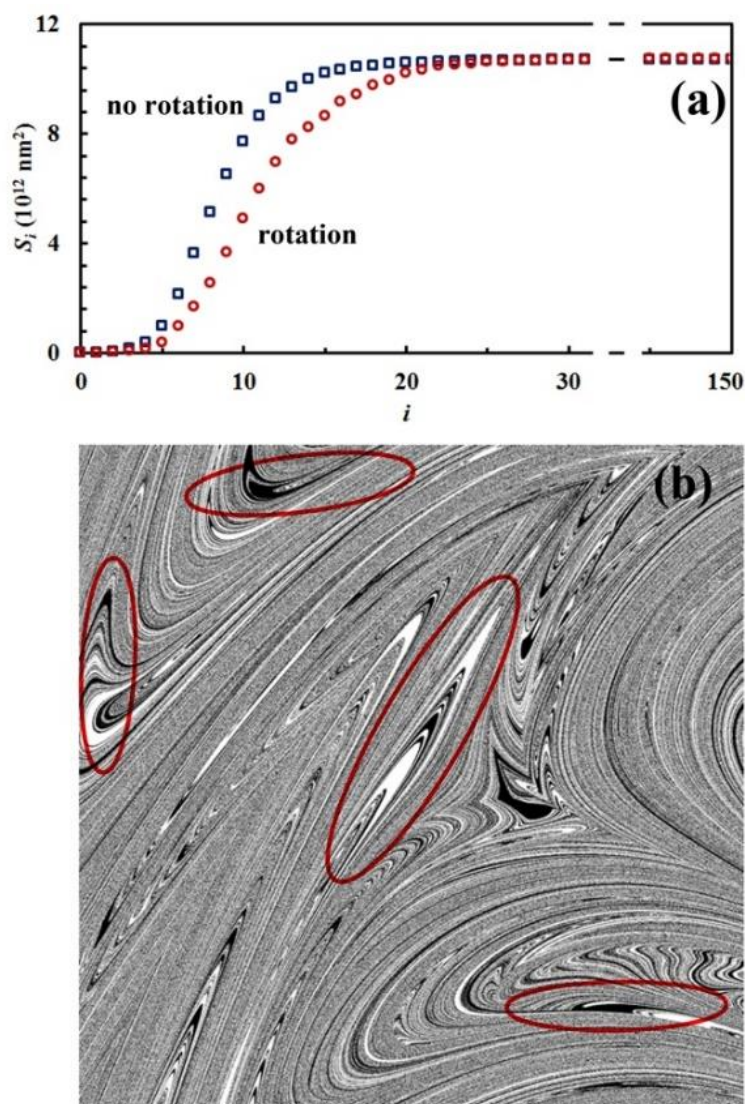 12
(a)
no rotation
8
S_i (10^12 nm^2)
rotation
4
0
0 10 20 30 150
i
(b)